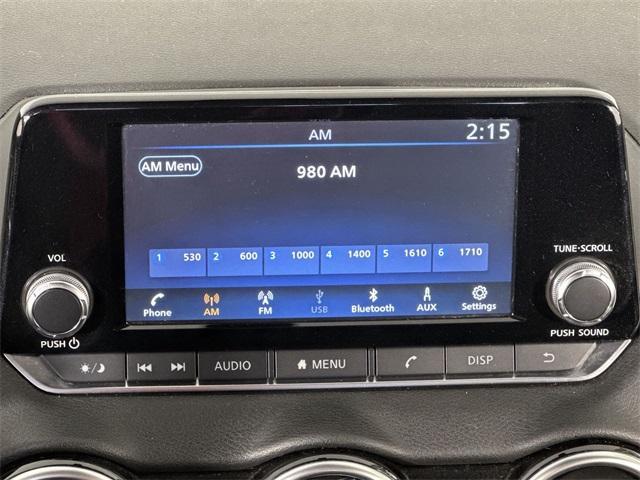 AM 2:15
AM Menu
980 AM
1 530 2 600 3 1000 4 1400 5 1610 6 1710
Phone AM FM USB Bluetooth AUX Settings
VOL
PUSH
TUNE·SCROLL
PUSH SOUND
AUDIO MENU DISP